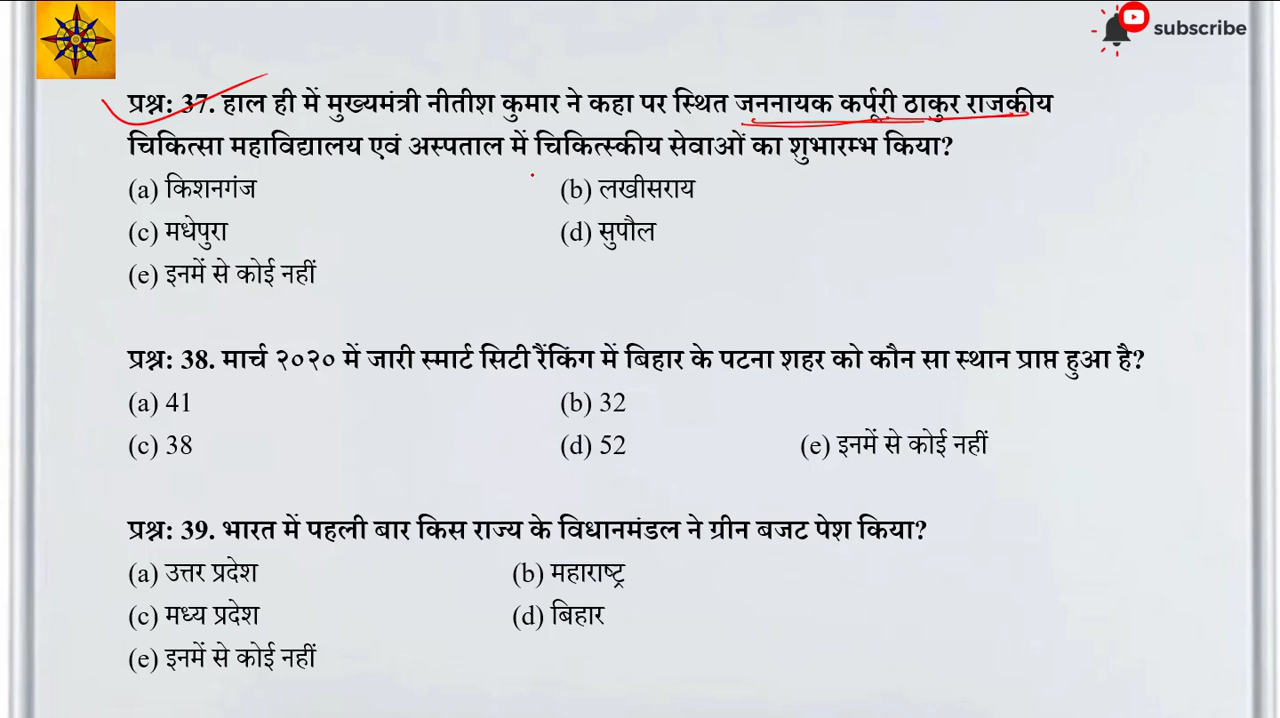 subscribe
प्रश्न: 37. हाल ही में मुख्यमंत्री नीतीश कुमार ने कहा पर स्थित जननायक कर्पूरी ठाकुर राजकीय
चिकित्सा महाविद्यालय एवं अस्पताल में चिकित्स्कीय सेवाओं का शुभारम्भ किया?
(a) किशनगंज (b) लखीसराय
(c) मधेपुरा (d) सुपौल
(e) इनमें से कोई नहीं
प्रश्न: 38. मार्च २०२० में जारी स्मार्ट सिटी रैंकिंग में बिहार के पटना शहर को कौन सा स्थान प्राप्त हुआ है?
(a) 41 (b) 32
(c) 38 (d) 52 (e) इनमें से कोई नहीं
प्रश्न: 39. भारत में पहली बार किस राज्य के विधानमंडल ने ग्रीन बजट पेश किया?
(a) उत्तर प्रदेश (b) महाराष्ट्र
(c) मध्य प्रदेश (d) बिहार
(e) इनमें से कोई नहीं